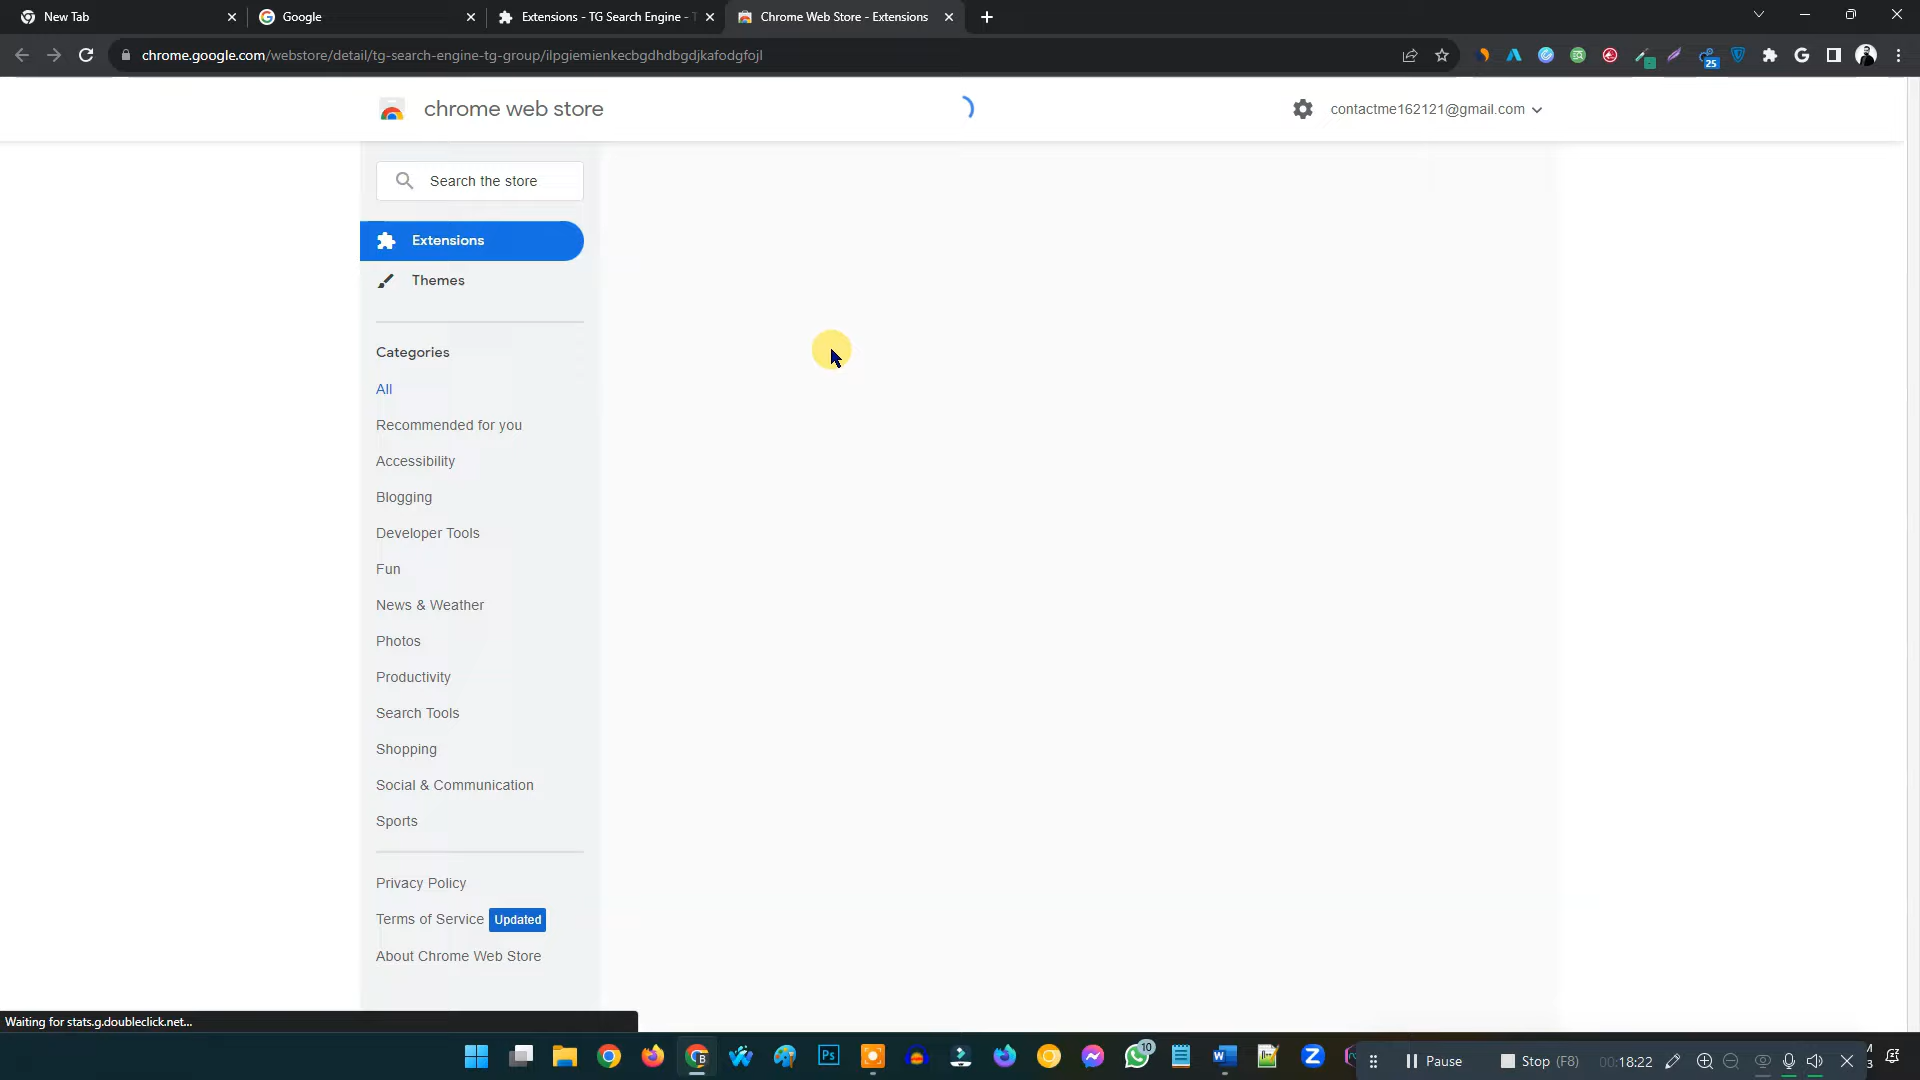 New Tab
Google
Extensions - TG Search Engine -
Chrome Web Store - Extensions
chrome.google.com/webstore/detail/tg-search-engine-tg-group/ilpgiemienkecbgdhdbgdjkafodgfojl
25
chrome web store
contactme162121@gmail.com
Search the store
Extensions
Themes
Categories
All
Recommended for you
Accessibility
Blogging
Developer Tools
Fun
News & Weather
Photos
Productivity
Search Tools
Shopping
Social & Communication
Sports
Privacy Policy
Terms of Service Updated
About Chrome Web Store
Waiting for stats.g.doubleclick.net...
B
Ps
10
W
Z
Pause
Stop (F8)
00:18:22